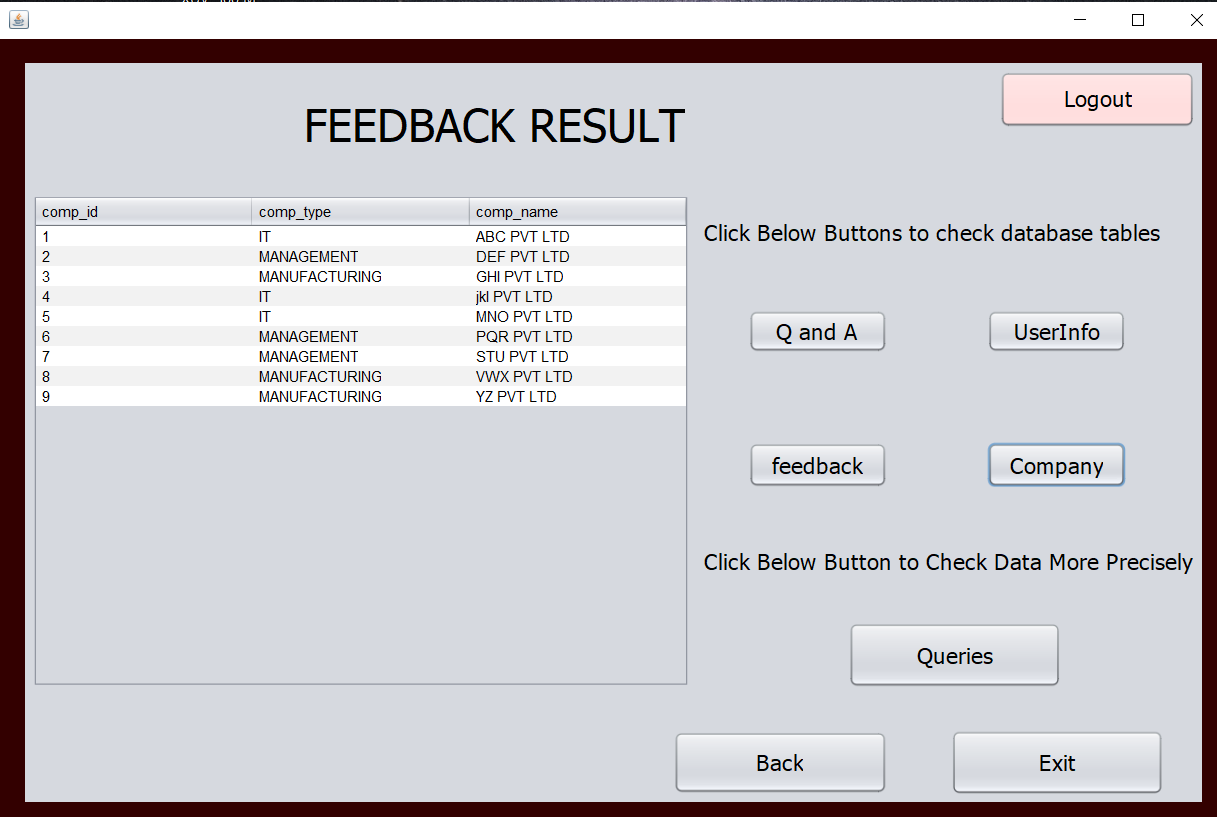 Logout
FEEDBACK RESULT
comp_id comp_type comp_name
1 IT ABC PVT LTD
2 MANAGEMENT DEF PVT LTD
3 MANUFACTURING GHI PVT LTD
4 IT jkl PVT LTD
5 IT MNO PVT LTD
6 MANAGEMENT PQR PVT LTD
7 MANAGEMENT STU PVT LTD
8 MANUFACTURING VWX PVT LTD
9 MANUFACTURING YZ PVT LTD
Click Below Buttons to check database tables
Q and A UserInfo
feedback Company
Click Below Button to Check Data More Precisely
Queries
Back Exit